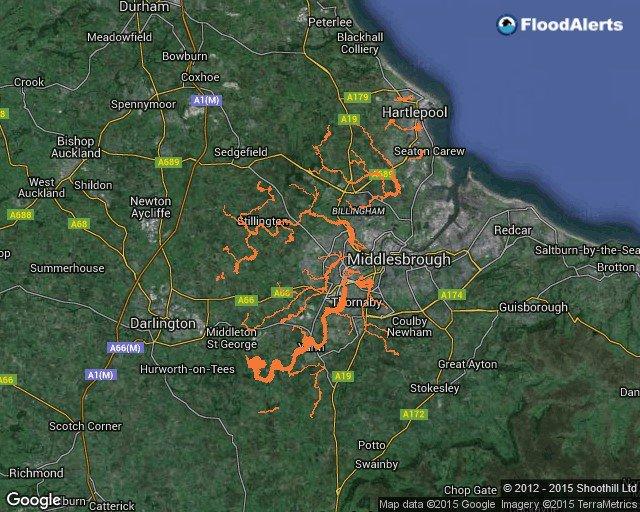 Durham
Peterlee
FloodAlerts
Meadowfield
Blackhall
Colliery
Bowburn
Coxhoe
Crook
A179
Spennymoor
A1(M)
Hartlepool
A19
Bishop
Auckland
A689
Sedgefield
Seaton Carew
A689
West
Auckland
Shildon
Newton
Aycliffe
BILLINGHAM
A688
A68
Stillington
Redcar
Middlesbrough
Saltburn-by-the-Sea
Summerhouse
Brotton
A66
A66
Thornaby
A174
Guisborough
Darlington
Middleton
St George
Coulby
Newham
A66(M)
Hurworth-on-Tees
Great Ayton
A66
A1(M)
A19
Stokesley
Dan
A172
Scotch Corner
Potto
Swainby
Richmond
Chop Gate
© 2012 - 2015 Shoothill Ltd
Google
burn
Catterick
Map data ©2015 Google Imagery ©2015 TerraMetrics